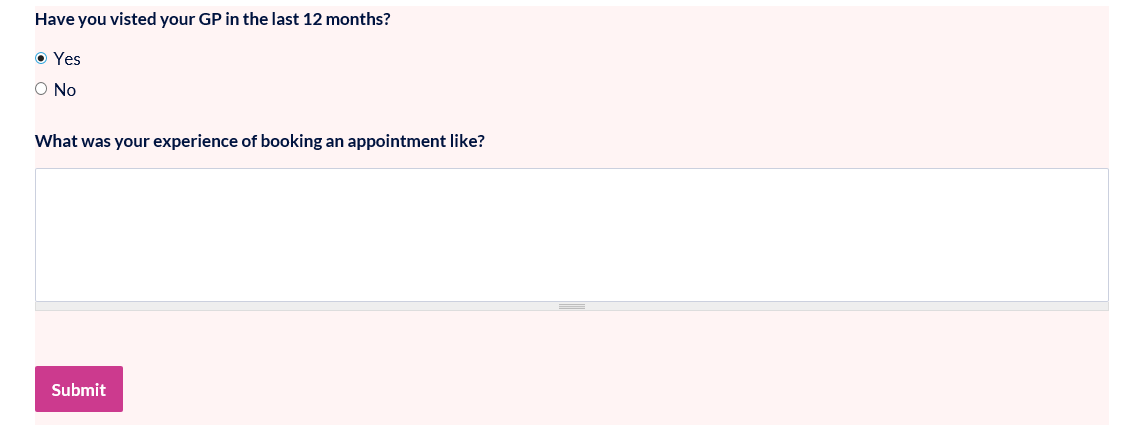 Have you visted your GP in the last 12 months?
Yes
No
What was your experience of booking an appointment like?
Submit